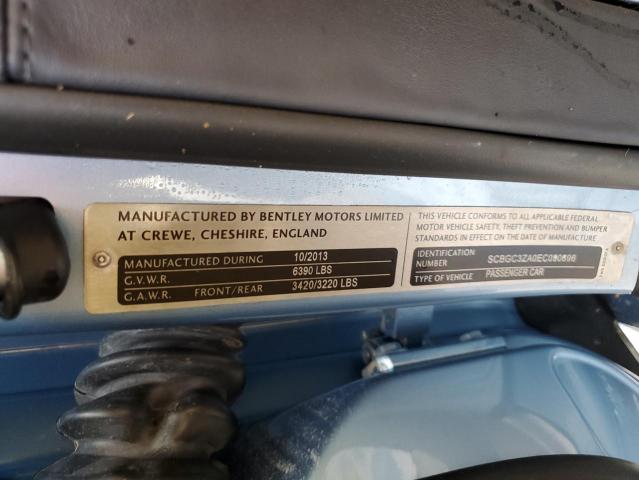 MANUFACTURED BY BENTLEY MOTORS LIMITED
AT CREWE, CHESHIRE, ENGLAND
MANUFACTURED DURING 10/2013
G.V.W.R. 6390 LBS
G.A.W.R. FRONT/REAR 3420/3220 LBS
THIS VEHICLE CONFORMS TO ALL APPLICABLE FEDERAL
MOTOR VEHICLE SAFETY, THEFT PREVENTION AND BUMPER
STANDARDS IN EFFECT ON THE DATE OF MANUFACTURE
IDENTIFICATION
NUMBER
TYPE OF VEHICLE PASSENGER CAR